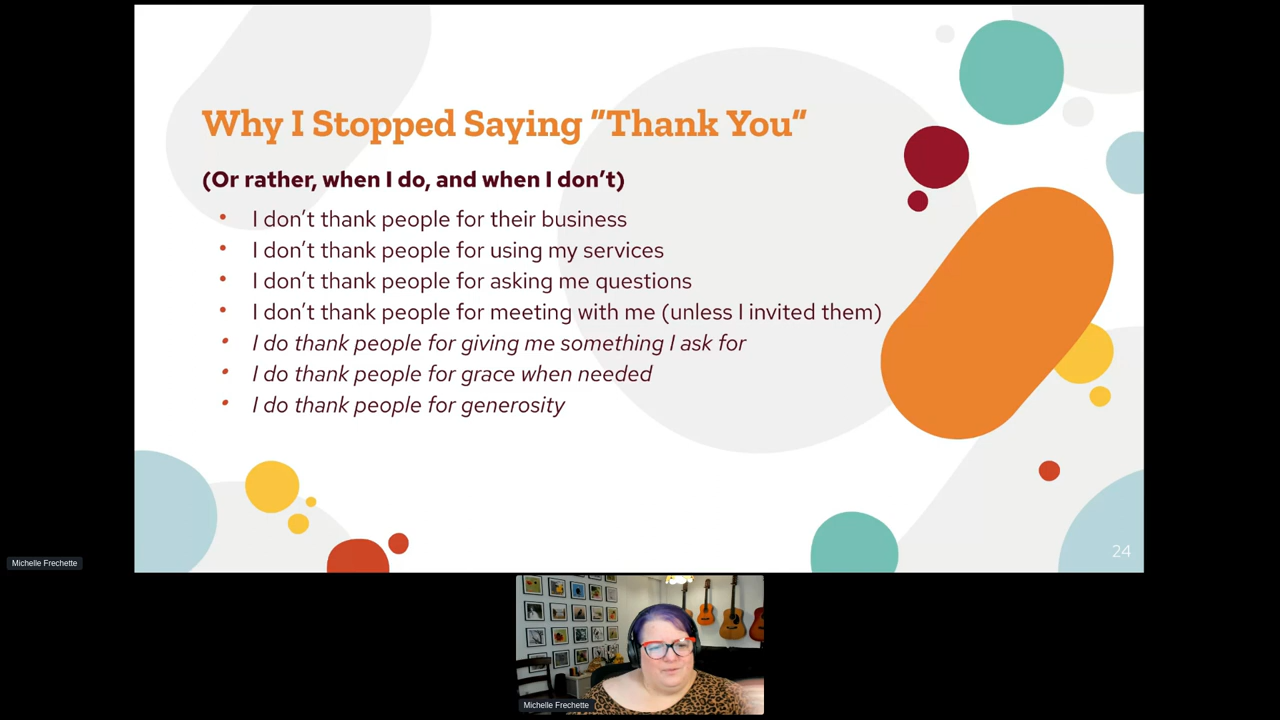 Why I Stopped Saying “Thank You”
(Or rather, when I do, and when I don’t)
• I don’t thank people for their business
• I don’t thank people for using my services
• I don’t thank people for asking me questions
• I don’t thank people for meeting with me (unless I invited them)
• I do thank people for giving me something I ask for
• I do thank people for grace when needed
• I do thank people for generosity
24
Michelle Frechette
Michelle Frechette